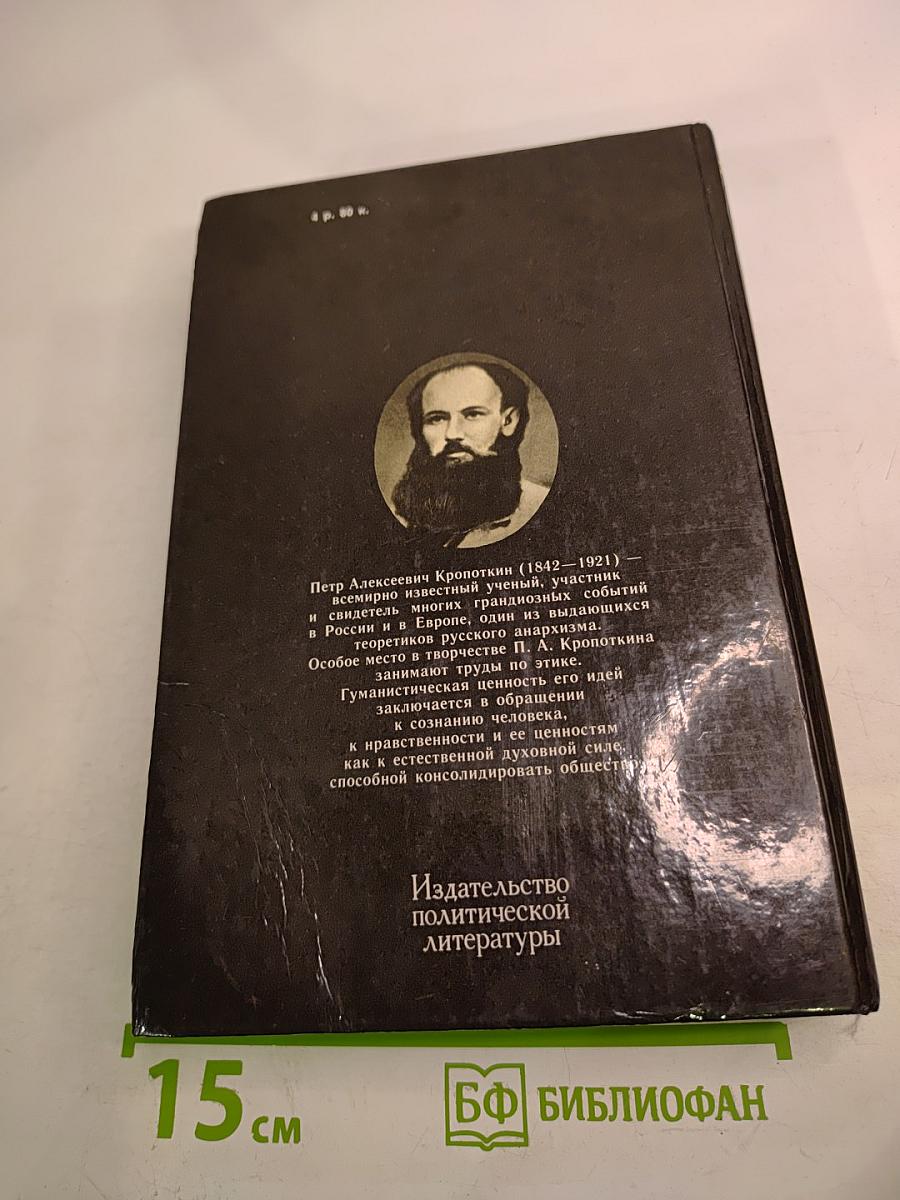 4 р. 80 к.
Петр Алексеевич Кропоткин (1842—1921) —
всемирно известный ученый, участник
и свидетель многих грандиозных событий
в России и в Европе, один из выдающихся
теоретиков русского анархизма.
Особое место в творчестве П. А. Кропоткина
занимают труды по этике.
Гуманистическая ценность его идей
заключается в обращении
к сознанию человека,
к нравственности и ее ценностям
как к естественной духовной силе,
способной консолидировать общество.
Издательство
политической
литературы
15 см
БФ БИБЛИОФАН